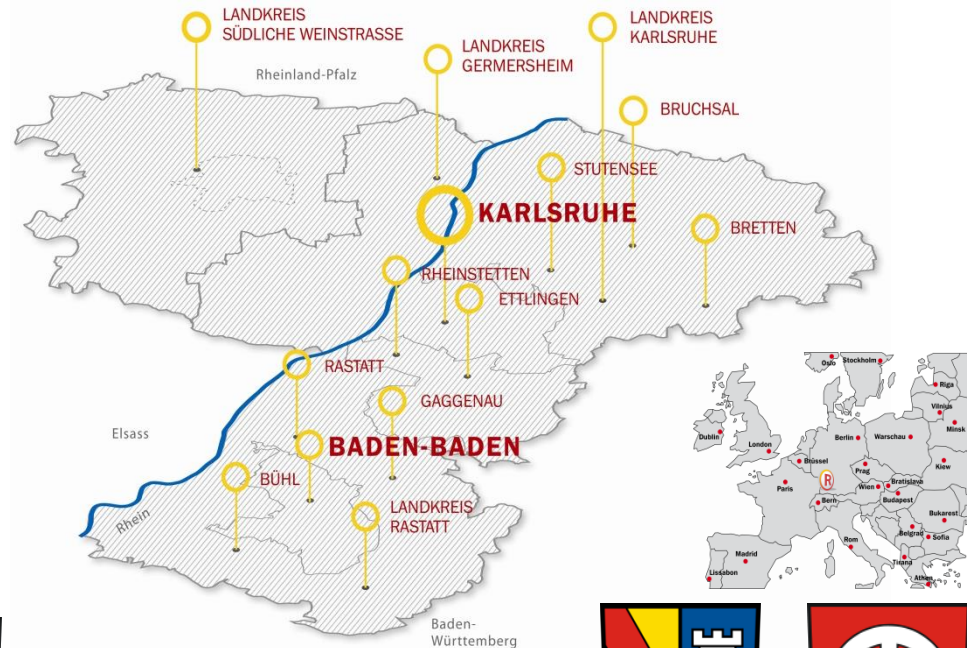 LANDKREIS
SÜDLICHE WEINSTRASSE
LANDKREIS
GERMERSHEIM
LANDKREIS
KARLSRUHE
Rheinland-Pfalz
BRUCHSAL
STUTENSEE
KARLSRUHE
BRETTEN
RHEINSTETTEN
ETTLINGEN
RASTATT
GAGGENAU
Elsass
BADEN-BADEN
BÜHL
LANDKREIS
RASTATT
Rhein
Baden-
Württemberg
Oslo
Stockholm
Riga
Vilnius
Minsk
Dublin
London
Berlin
Warschau
Brüssel
Prag
Kiew
Paris
R
Wien
Bratislava
Budapest
Bern
Bukarest
Belgrad
Sofia
Rom
Madrid
Tirana
Lissabon
Athen